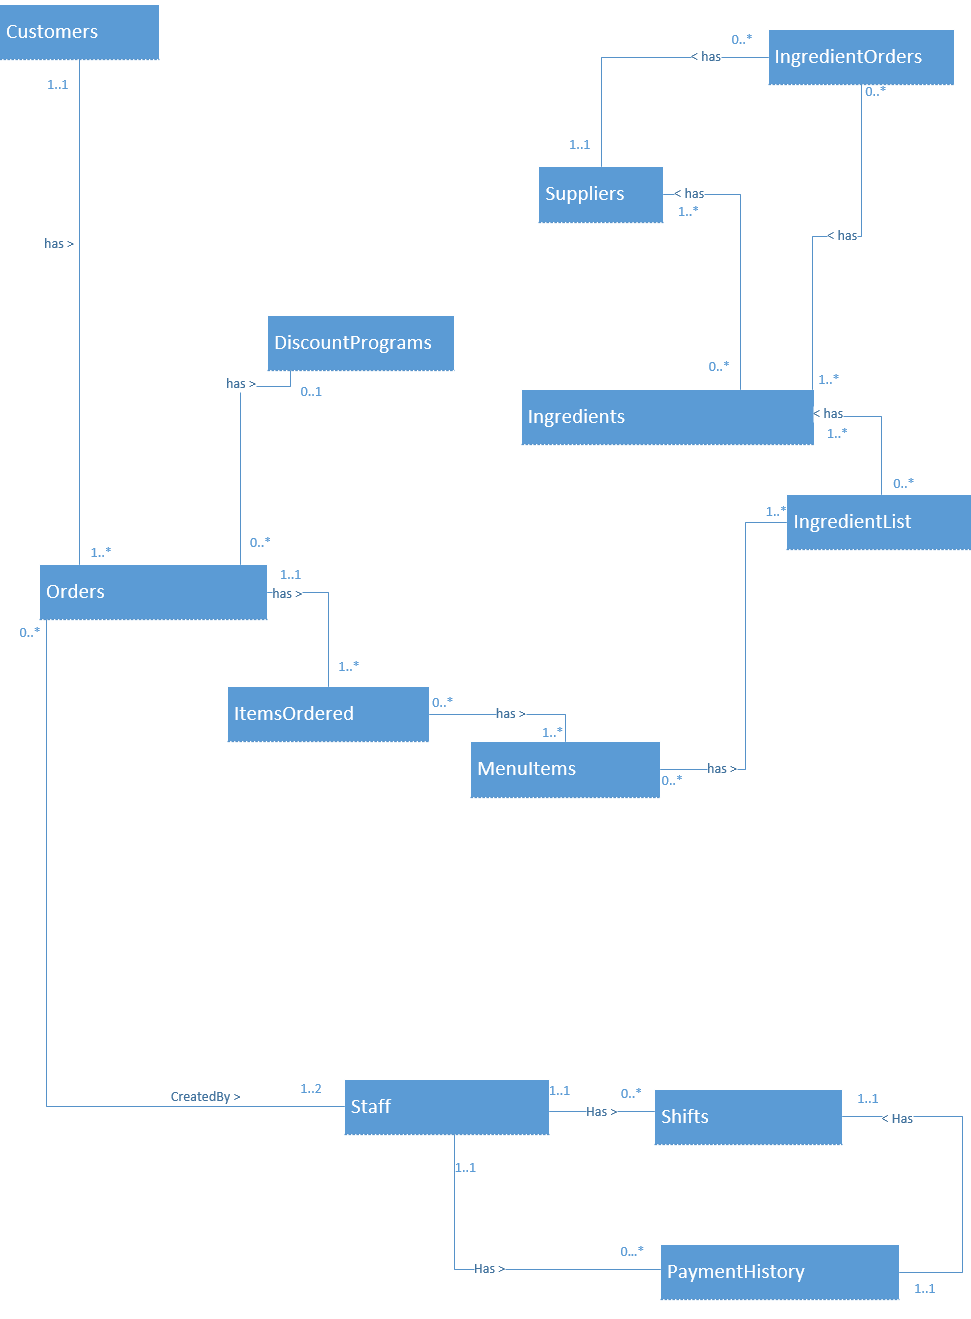 Customers
1..1
has >
1..*
0..*
< has
IngredientOrders
0..*
1..1
Suppliers
< has
1..*
< has
0..*
1..*
DiscountPrograms
has >
0..1
0..*
Ingredients
< has
1..*
0..*
1..*
IngredientList
Orders
1..1
has >
0..*
1..*
ItemsOrdered
0..*
has >
1..*
MenuItems
has >
0..*
CreatedBy >
1..2
Staff
1..1
Has >
0..*
Shifts
1..1
< Has
1..1
Has >
0...*
PaymentHistory
1..1